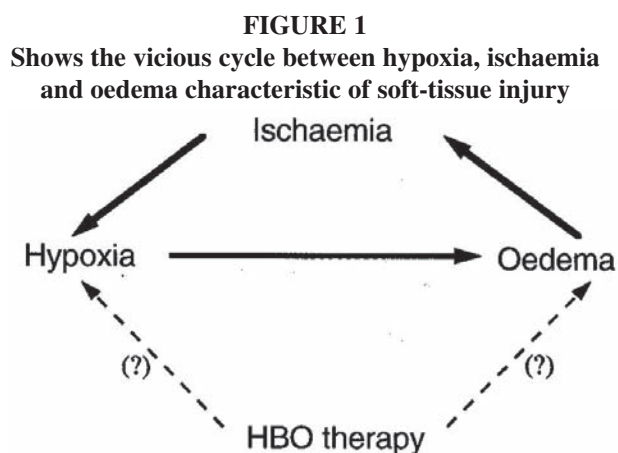 FIGURE 1
Shows the vicious cycle between hypoxia, ischaemia
and oedema characteristic of soft-tissue injury
Ischaemia
Hypoxia
Oedema
(?)
(?)
HBO therapy